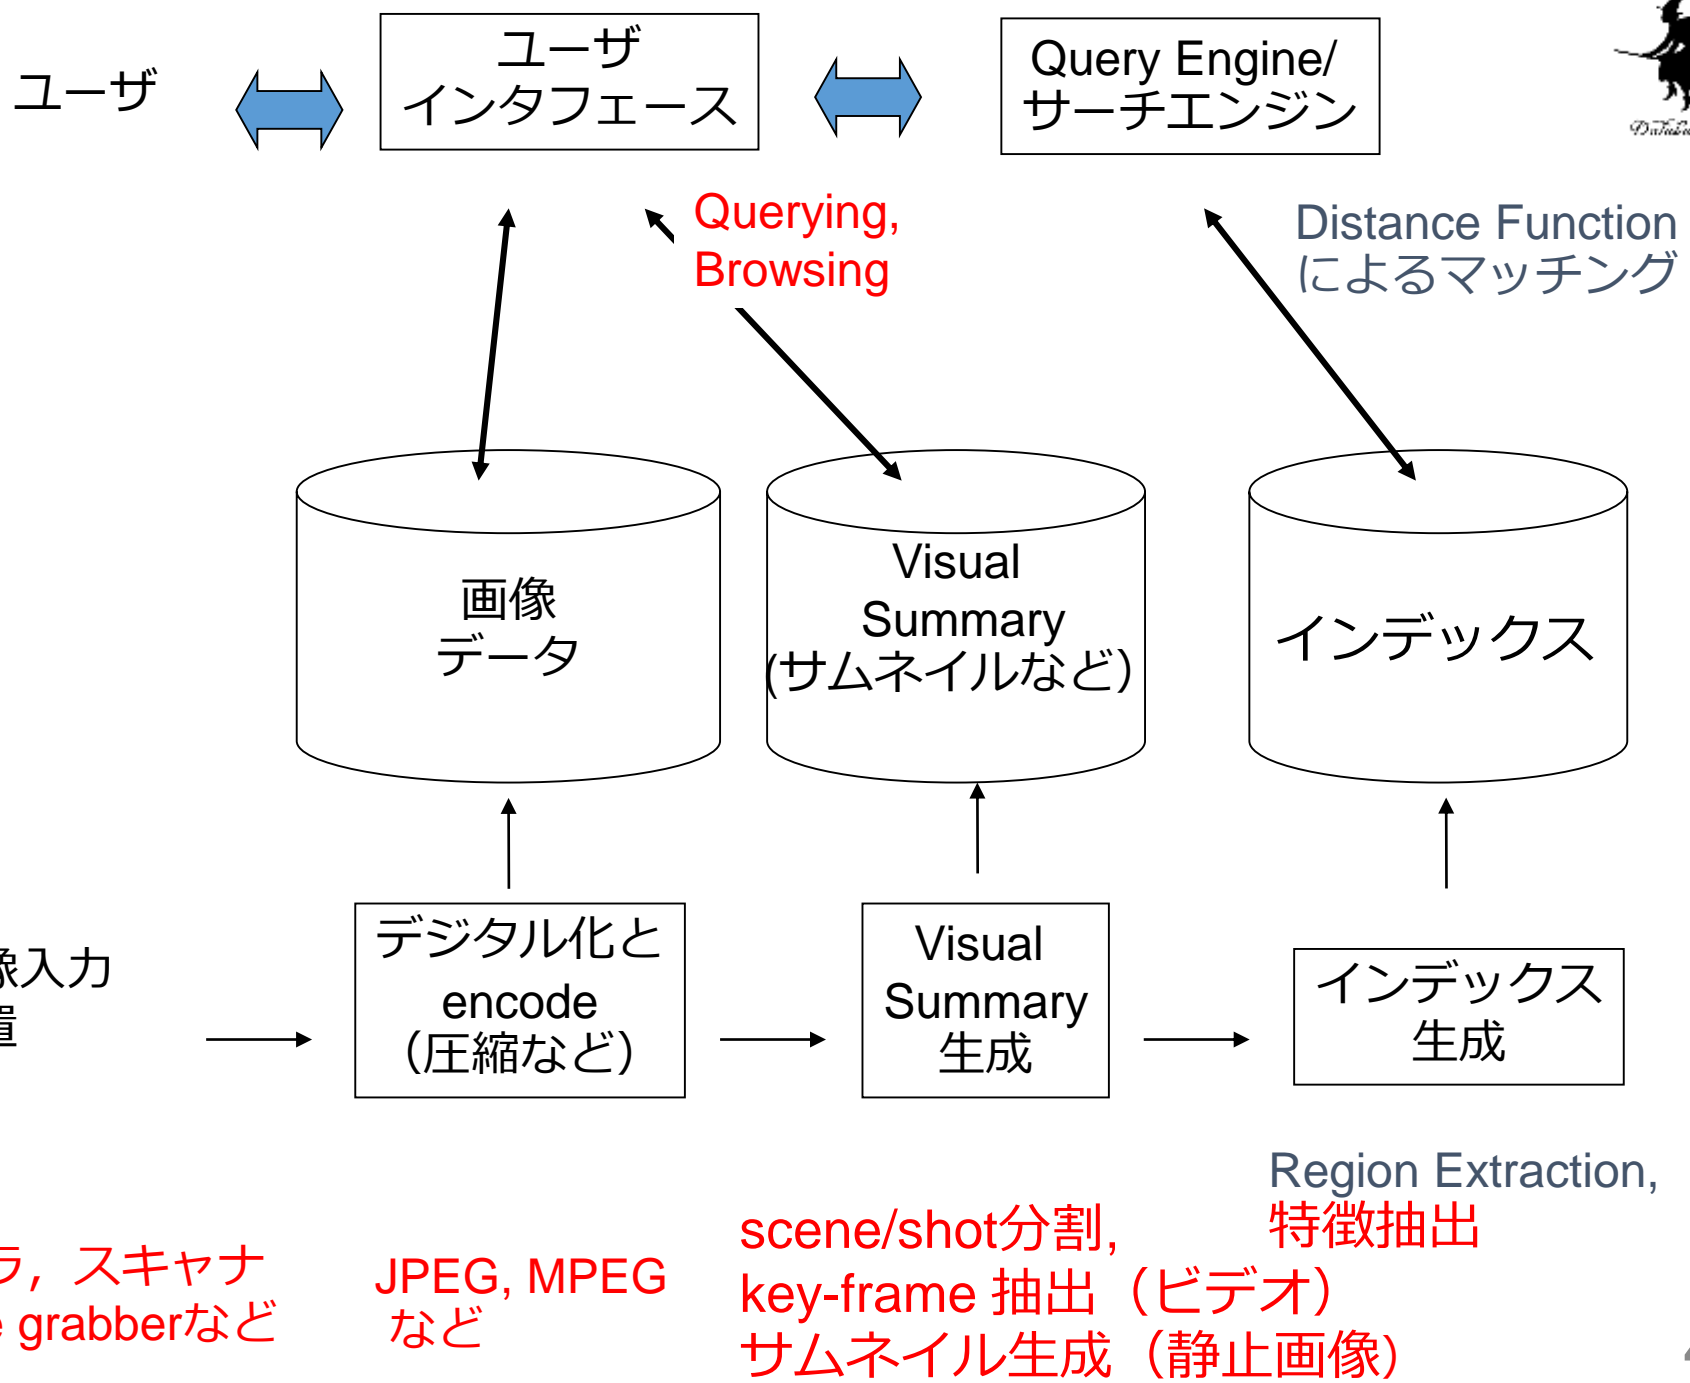 ユーザ
ユーザ
インタフェース
Query Engine/
サーチエンジン
Querying,
Browsing
Distance Function
によるマッチング
画像
データ
Visual
Summary
(サムネイルなど）
インデックス
像入力
置
デジタル化と
encode
（圧縮など）
Visual
Summary
生成
インデックス
生成
ラ，スキャナ
e grabberなど
JPEG, MPEG
など
scene/shot分割,
key-frame 抽出（ビデオ）
サムネイル生成（静止画像）
Region Extraction,
特徴抽出